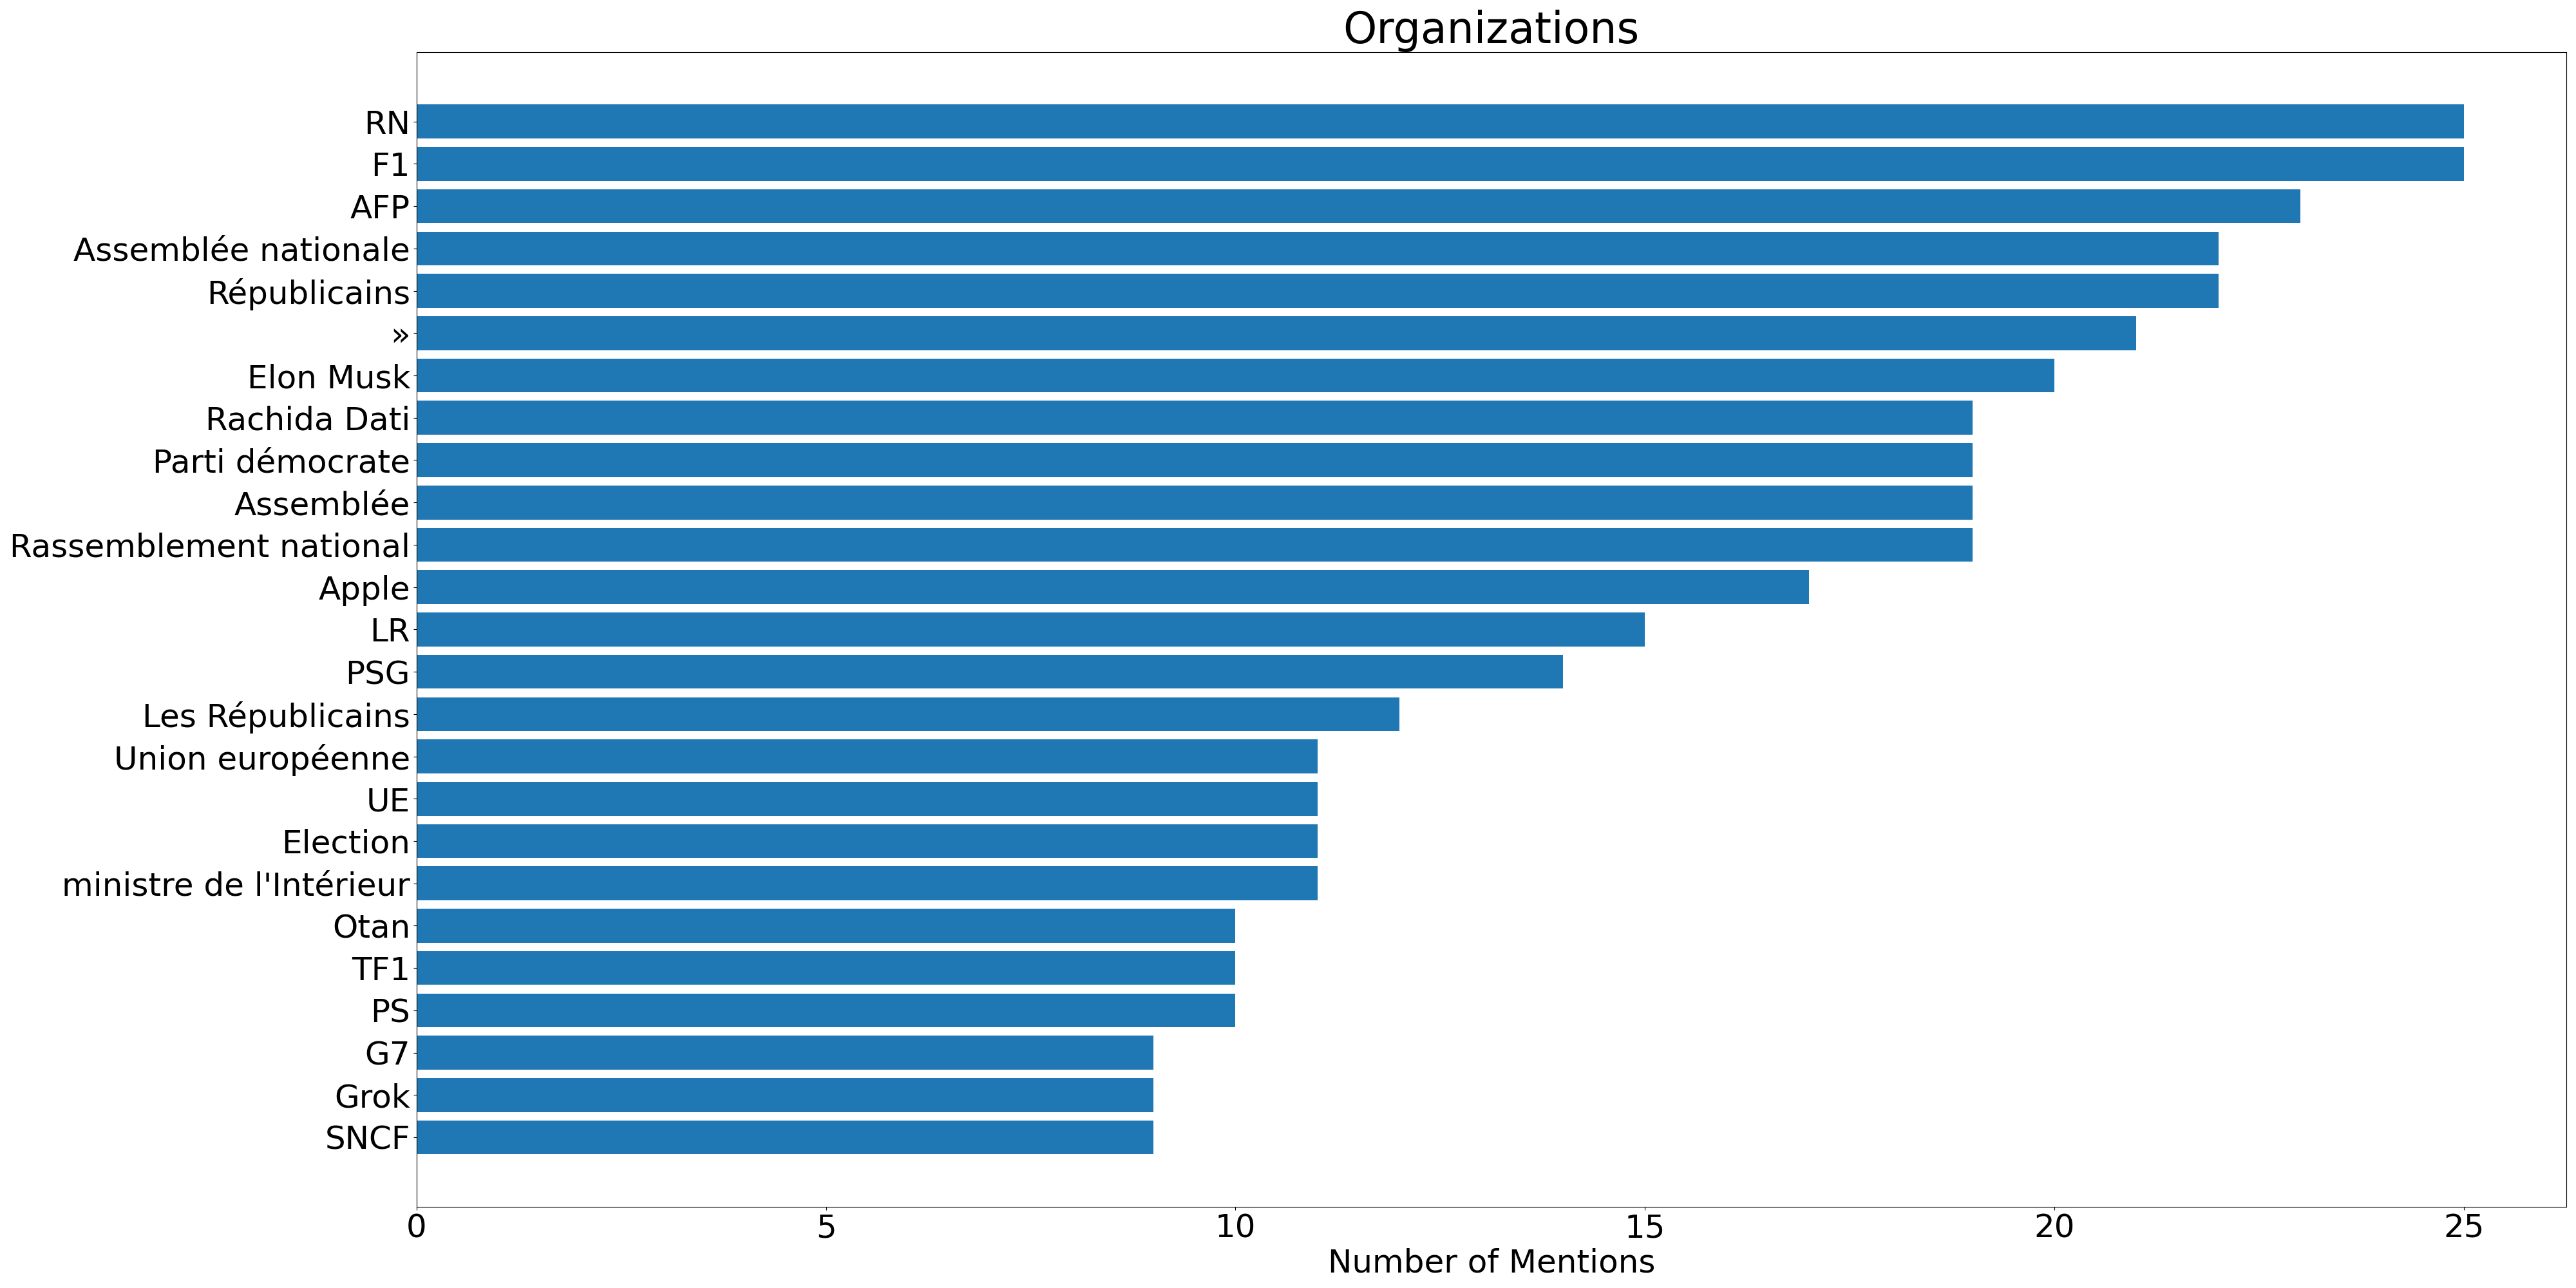 Organizations
RN
F1
AFP
Assemblée nationale
Républicains
»
Elon Musk
Rachida Dati
Parti démocrate
Assemblée
Rassemblement national
Apple
LR
PSG
Les Républicains
Union européenne
UE
Election
ministre de l'Intérieur
Otan
TF1
PS
G7
Grok
SNCF
0 5 10 15 20 25
Number of Mentions